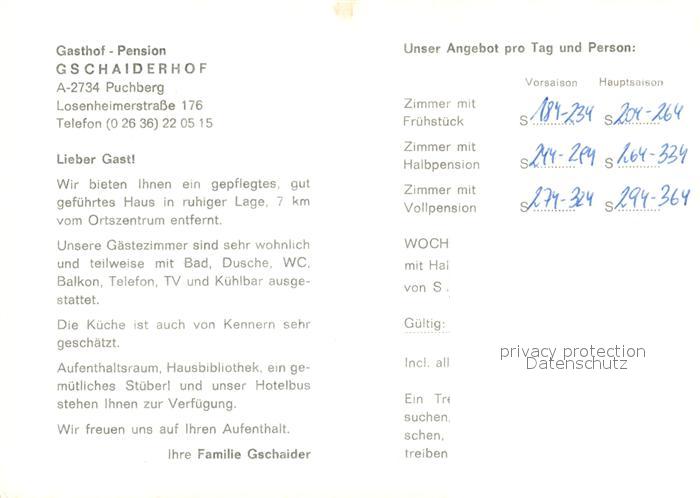 Gasthof - Pension
GSCHAIDERHOF
A-2734 Puchberg
Losenheimerstraße 176
Telefon (0 26 36) 22 05 15
Lieber Gast!
Wir bieten Ihnen ein gepflegtes, gut
geführtes Haus in ruhiger Lage, 7 km
vom Ortszentrum entfernt.
Unsere Gästezimmer sind sehr wohnlich
und teilweise mit Bad, Dusche, WC,
Balkon, Telefon, TV und Kühlbar ausge-
stattet.
Die Küche ist auch von Kennern sehr
geschätzt.
Aufenthaltsraum, Hausbibliothek, ein ge-
mütliches Stüberl und unser Hotelbus
stehen Ihnen zur Verfügung.
Wir freuen uns auf Ihren Aufenthalt.
Ihre Familie Gschaider
Unser Angebot pro Tag und Person:
Vorsaison Hauptsaison
Zimmer mit
Frühstück S 184-234 S 204-264
Zimmer mit
Halbpension S 244-294 S 264-334
Zimmer mit
Vollpension S 274-324 S 294-364
WOCH
mit Hal
von S
Gültig:
Incl. all
Ein Tre
suchen,
schen,
treiben
privacy protection
Datenschutz